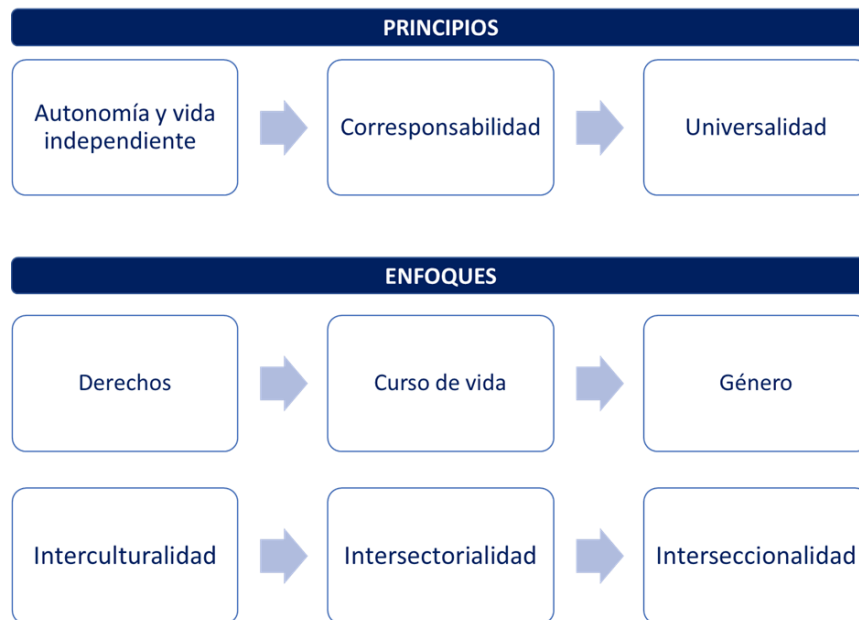 PRINCIPIOS
Autonomía y vida
independiente
Corresponsabilidad
Universalidad
ENFOQUES
Derechos
Curso de vida
Género
Interculturalidad
Intersectorialidad
Interseccionalidad